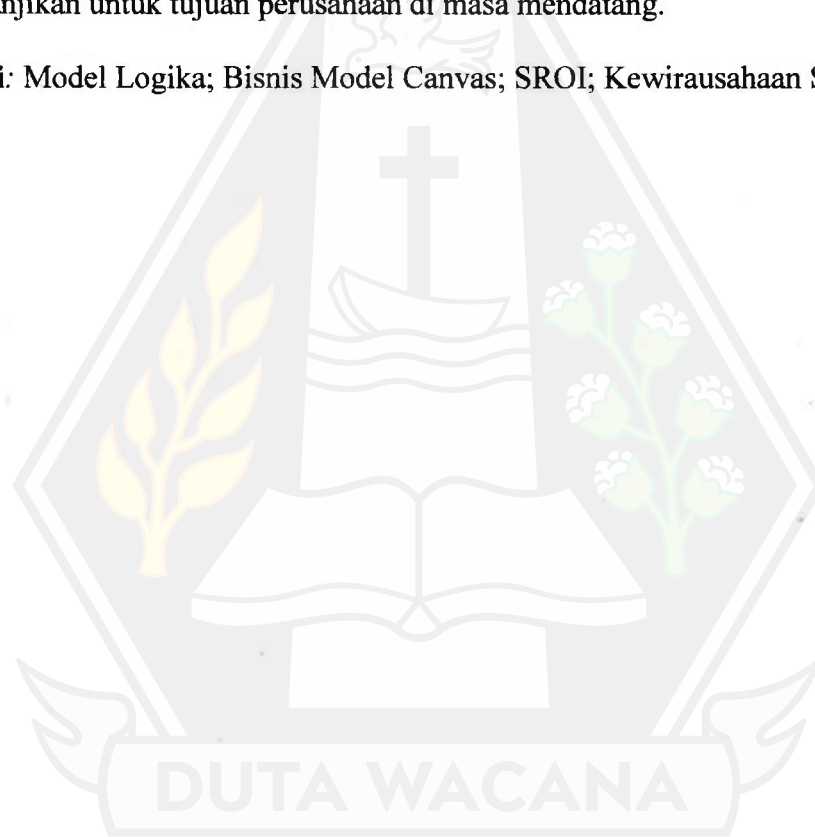 njikan untuk tujuan perusahaan di masa mendatang.
i: Model Logika; Bisnis Model Canvas; SROI; Kewirausahaan S
DUTA WACANA